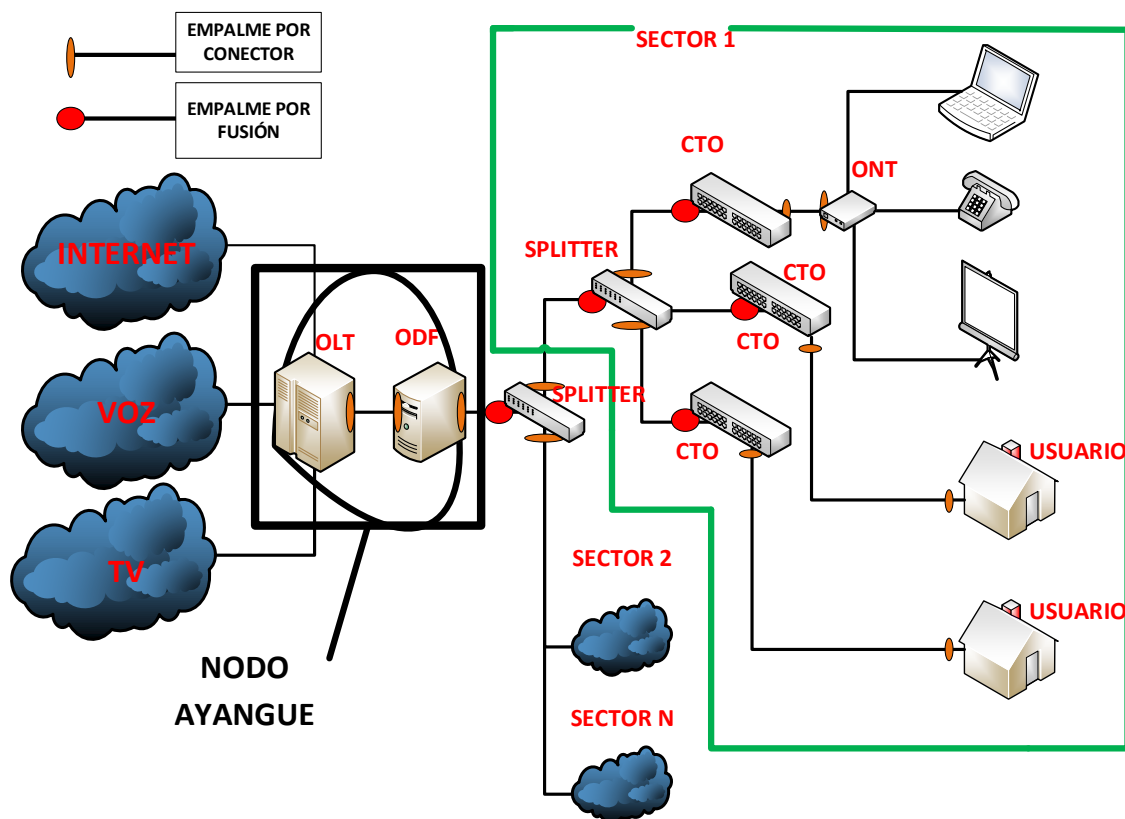 EMPALME POR
CONECTOR
EMPALME POR
FUSIÓN
SECTOR 1
CTO
ONT
INTERNET
SPLITTER
CTO
OLT
ODF
CTO
SPLITTER
VOZ
CTO
USUARIO
TV
SECTOR 2
USUARIO
NODO
AYANGUE
SECTOR N